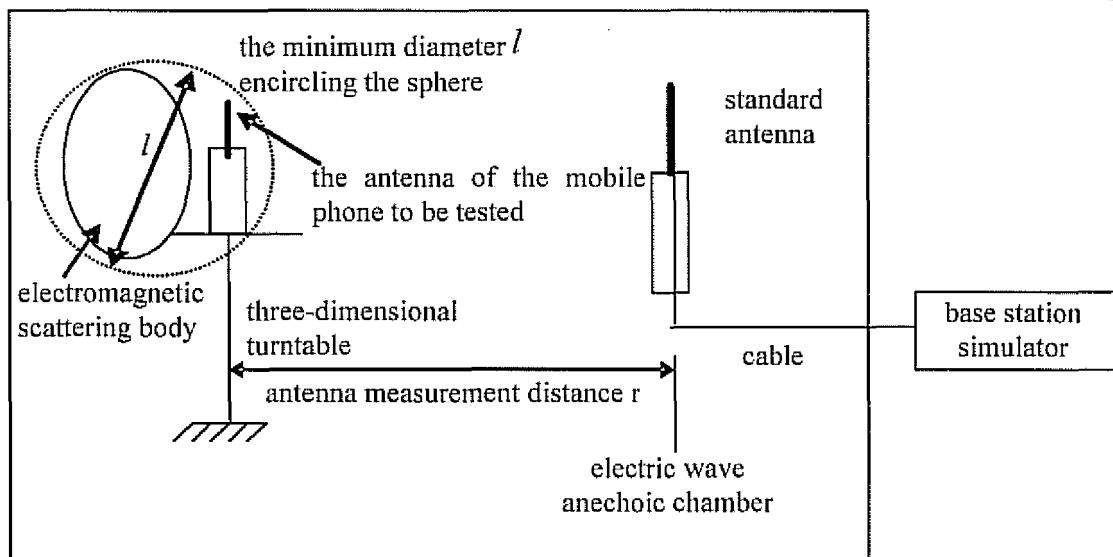 the minimum diameter l
encircling the sphere
standard
antenna
l
the antenna of the mobile
phone to be tested
electromagnetic
scattering body
three-dimensional
turntable
base station
simulator
cable
antenna measurement distance r
electric wave
anechoic chamber